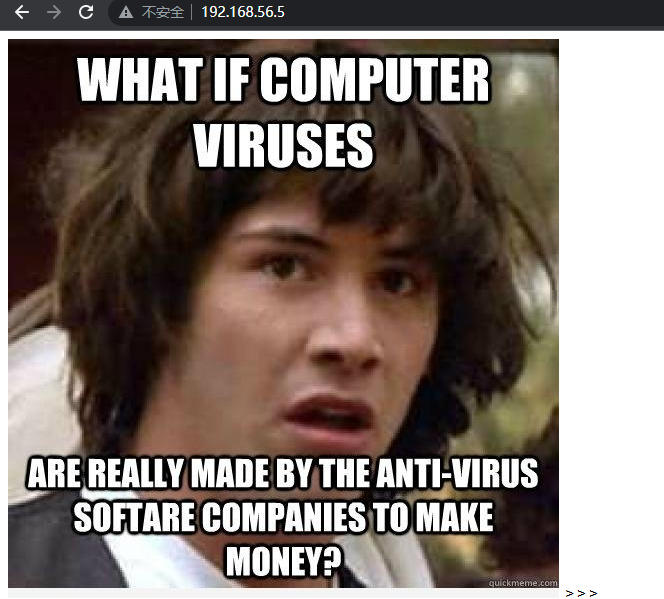 不安全
192.168.56.5
WHAT IF COMPUTER
VIRUSES
ARE REALLY MADE BY THE ANTI-VIRUS
SOFTARE COMPANIES TO MAKE
MONEY?
quickmeme.com
> > >